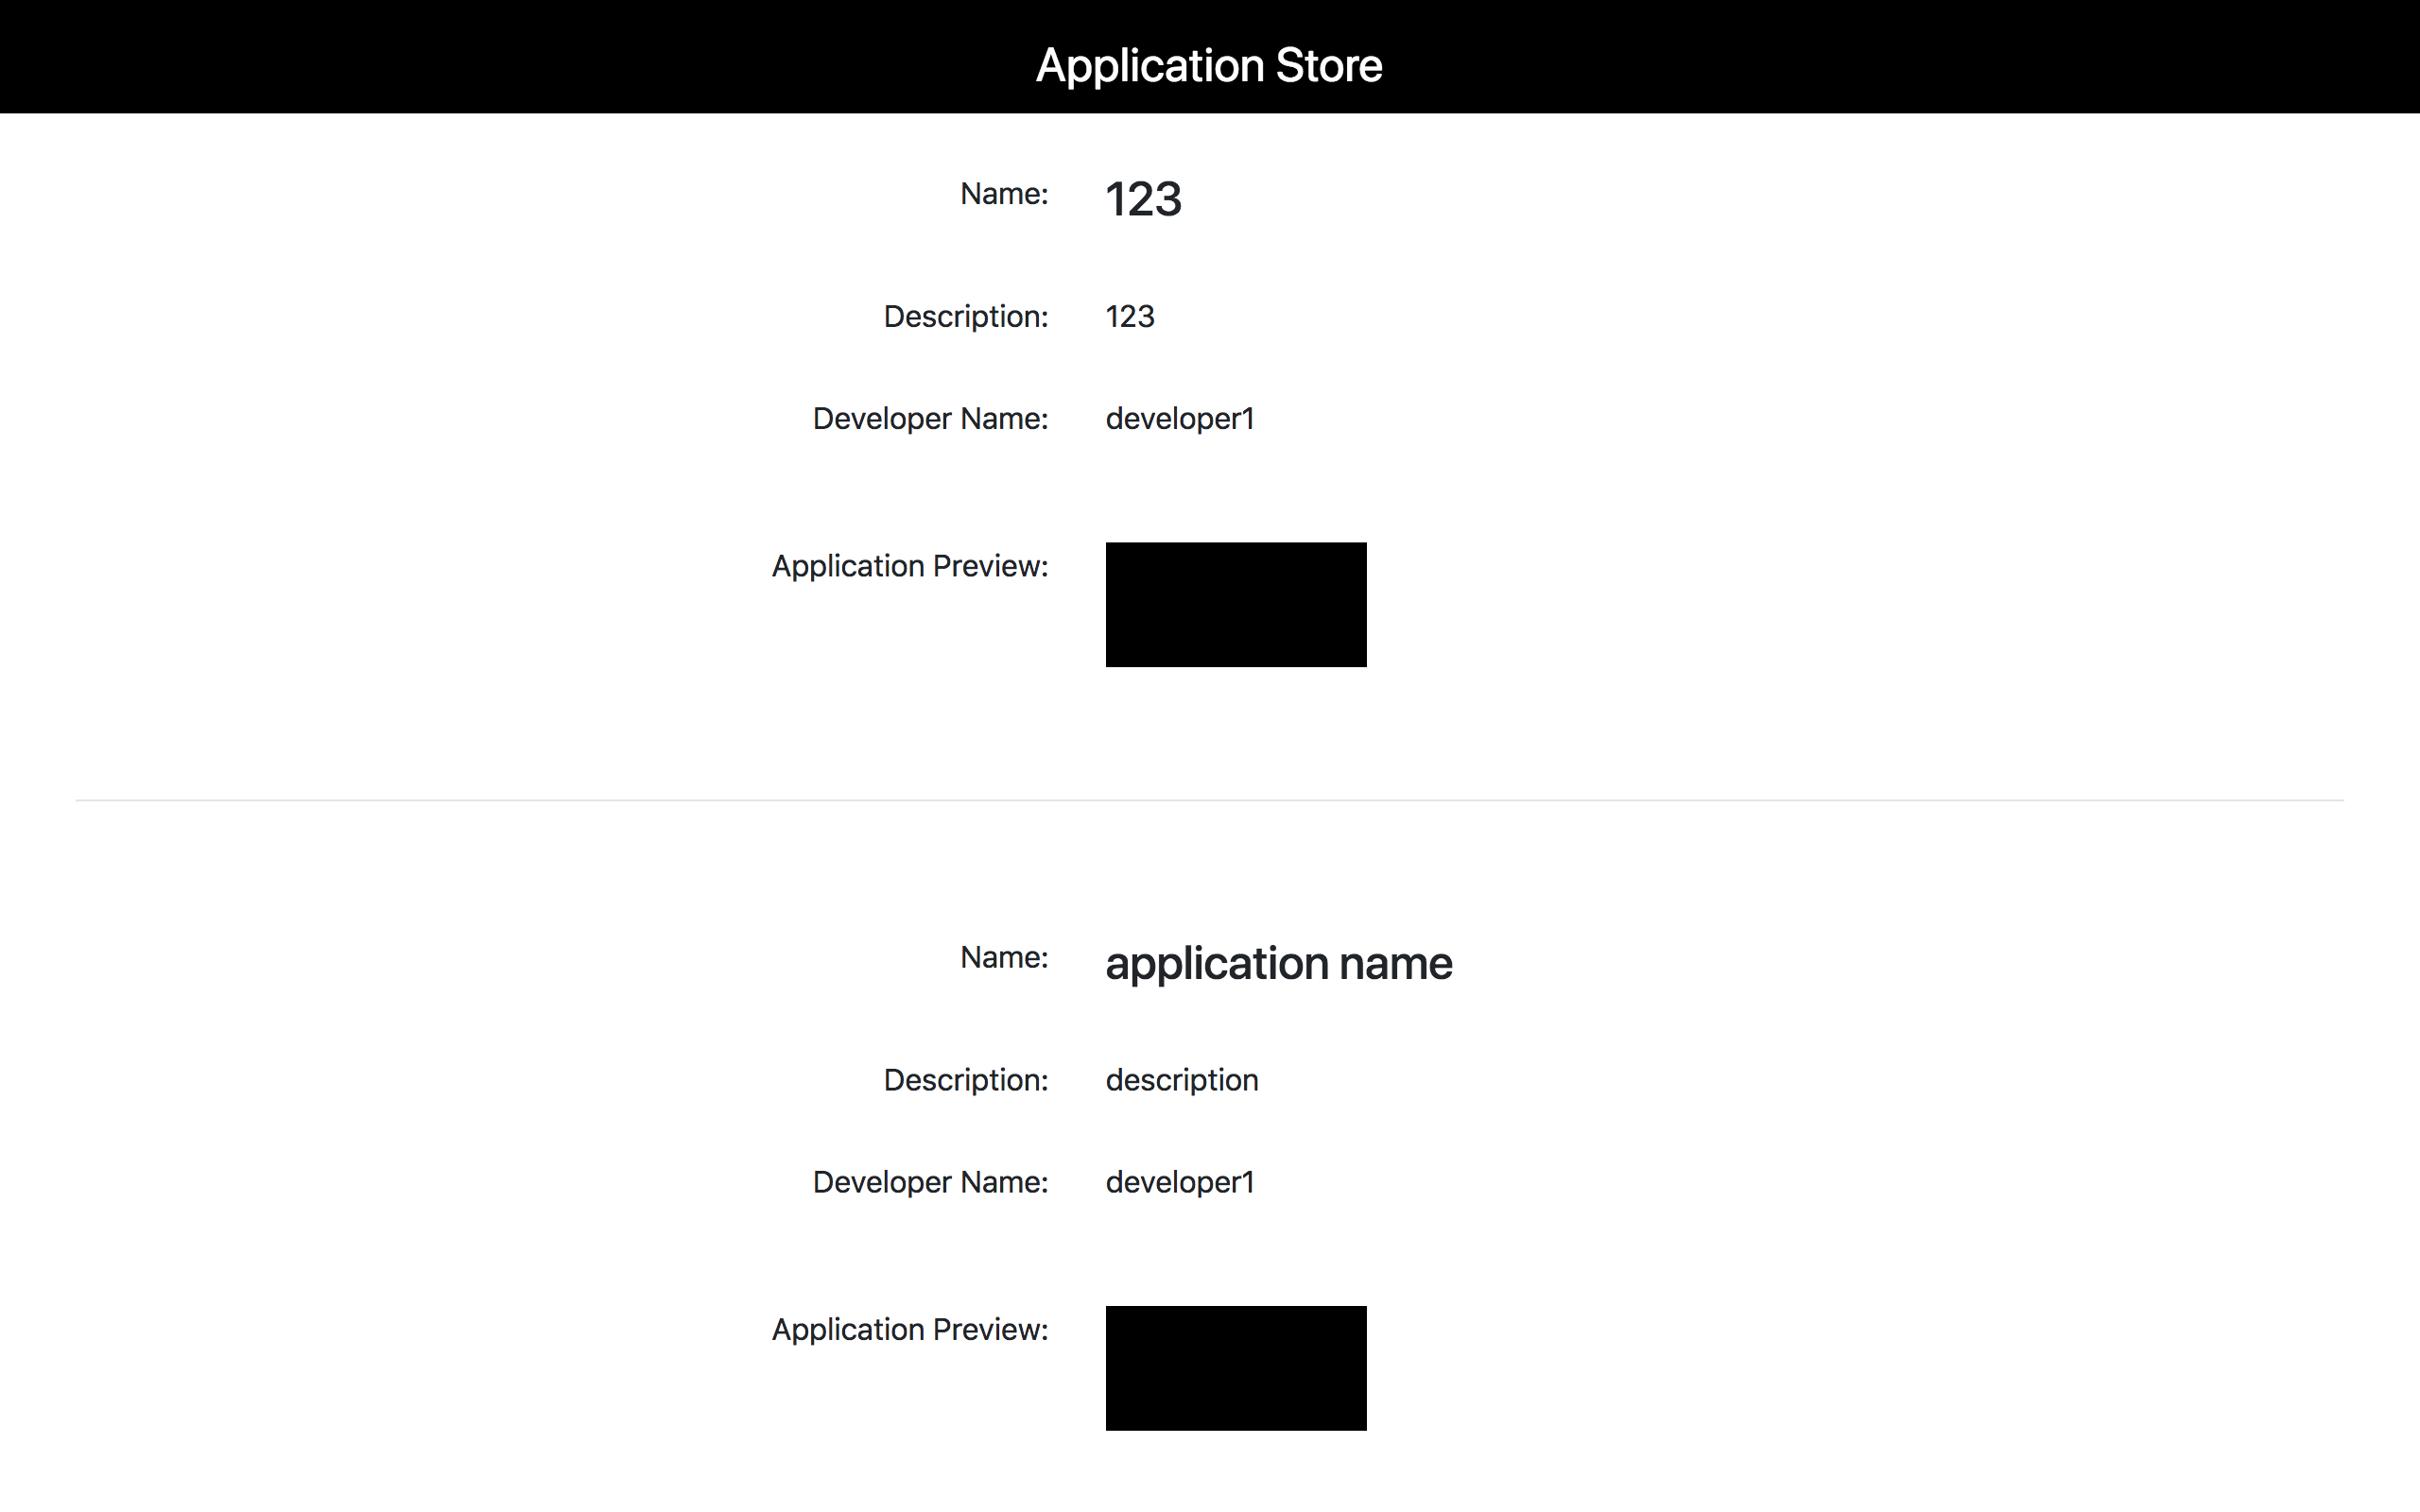 Application Store
Name: 123
Description: 123
Developer Name: developer1
Application Preview:
Name: application name
Description: description
Developer Name: developer1
Application Preview: